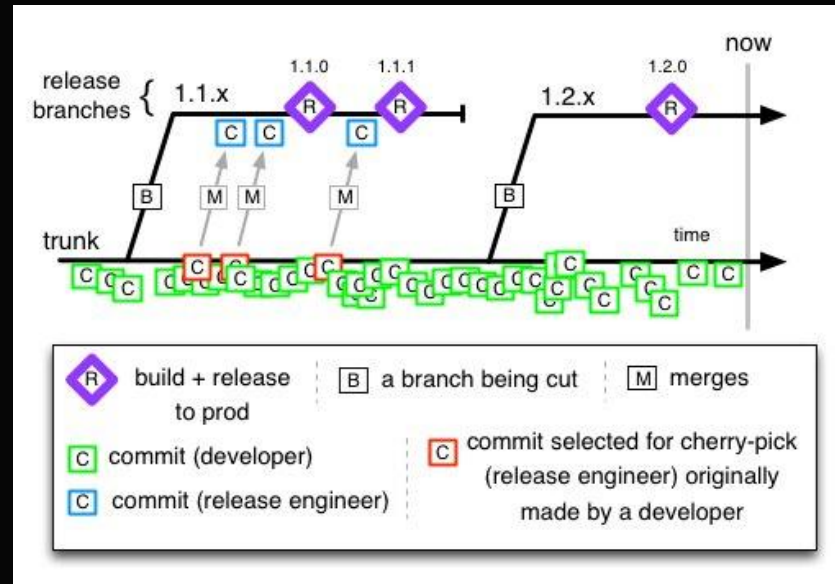 now
1.1.0 1.1.1 1.2.0
release
branches { 1.1.x R R 1.2.x R
C C C
B M M M B
trunk time
C C C C C C C C C C C C C C C C C C C C C C C C C C C C C C C C C C C C C C
R build + release
to prod
B a branch being cut
M merges
C commit (developer)
C commit (release engineer)
C commit selected for cherry-pick
(release engineer) originally
made by a developer